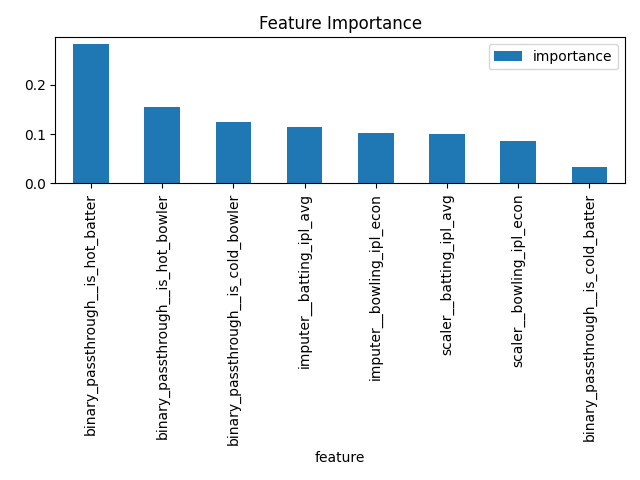 Feature Importance
importance
0.2
0.1
0.0
binary_passthrough__is_hot_batter
binary_passthrough__is_hot_bowler
binary_passthrough__is_cold_bowler
imputer__batting_ipl_avg
imputer__bowling_ipl_econ
scaler__batting_ipl_avg
scaler__bowling_ipl_econ
binary_passthrough__is_cold_batter
feature